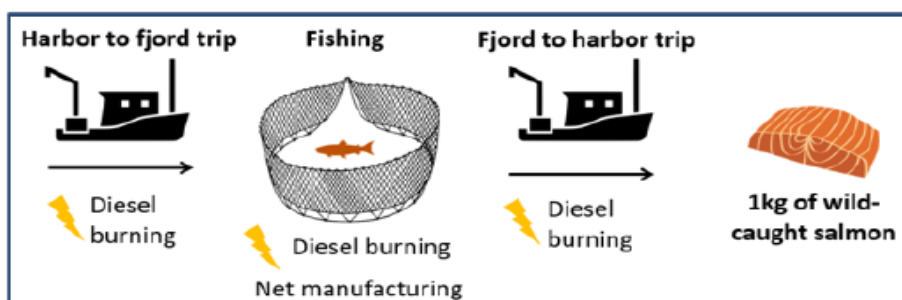 Harbor to fjord trip
Fishing
Fjord to harbor trip
Diesel
burning
Diesel burning
Net manufacturing
Diesel
burning
1kg of wild-
caught salmon